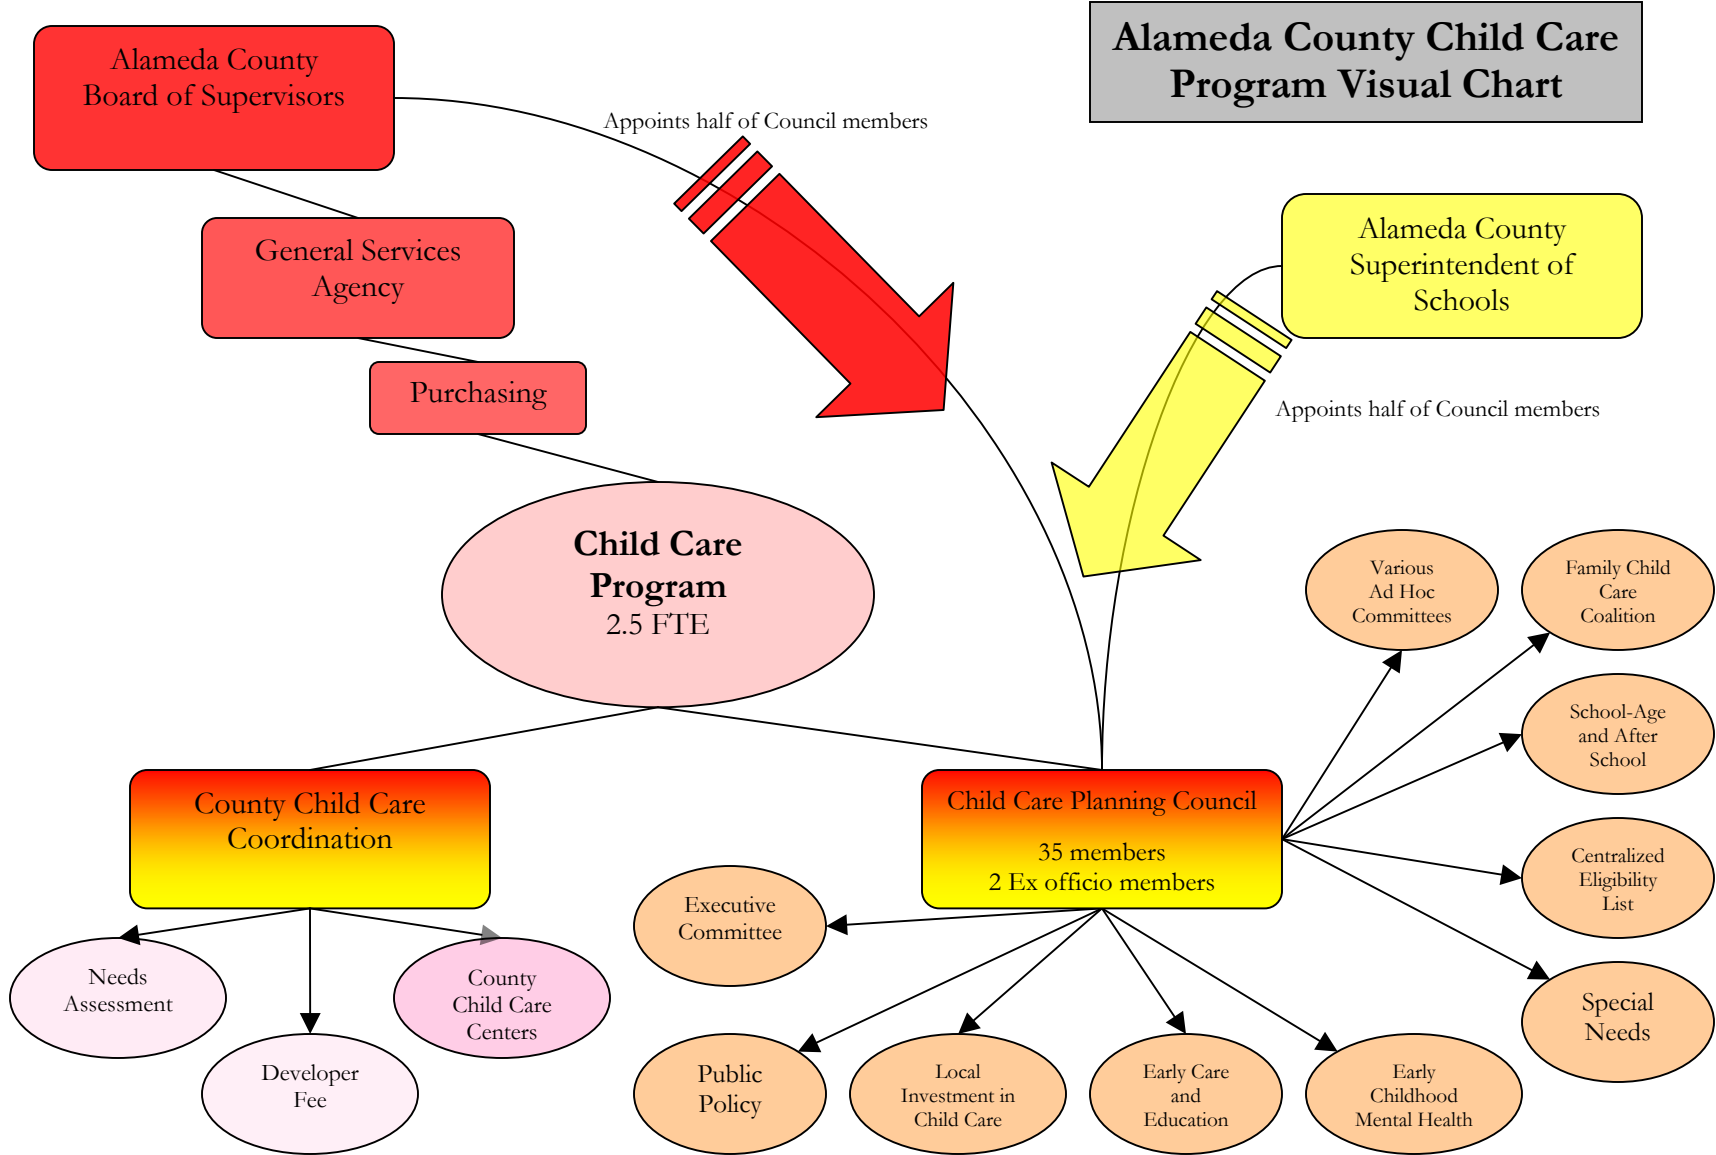 Alameda County Child Care
Program Visual Chart
Alameda County
Board of Supervisors
Appoints half of Council members
General Services
Agency
Alameda County
Superintendent of
Schools
Purchasing
Appoints half of Council members
Child Care
Program
2.5 FTE
Various
Ad Hoc
Committees
Family Child
Care
Coalition
School-Age
and After
School
County Child Care
Coordination
Child Care Planning Council
35 members
2 Ex officio members
Centralized
Eligibility
List
Executive
Committee
Needs
Assessment
County
Child Care
Centers
Special
Needs
Developer
Fee
Public
Policy
Local
Investment in
Child Care
Early Care
and
Education
Early
Childhood
Mental Health